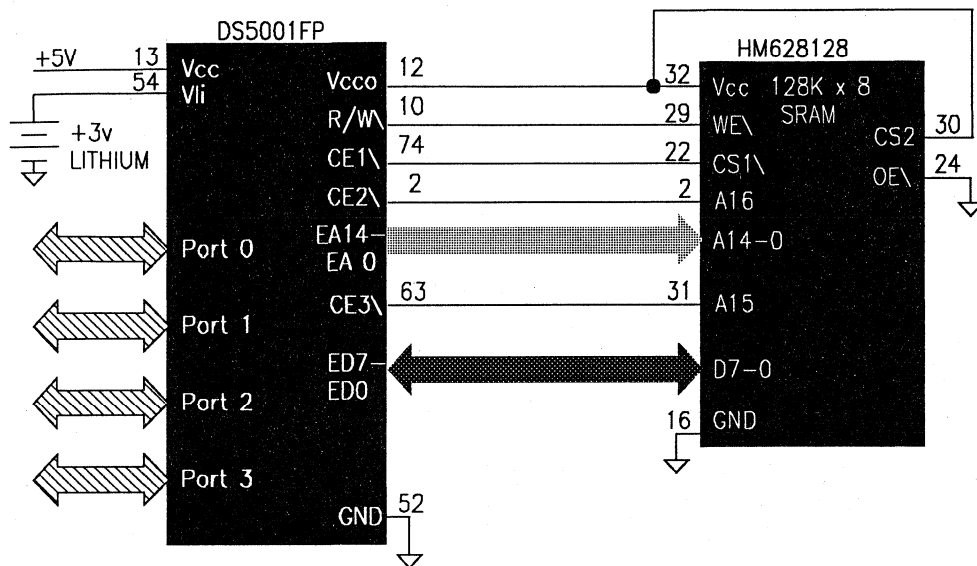 DS5001FP
HM628128
+5V
13
Vcc
54
Vli
+3v
LITHIUM
Port 0
Port 1
Port 2
Port 3
Vcco
12
R/W\
10
CE1\
74
CE2\
2
EA14-
EA 0
CE3\
63
ED7-
ED0
GND
52
32
Vcc 128K x 8
SRAM
29
WE\
22
CS1\
2
A16
A14-0
31
A15
D7-0
16
GND
CS2
30
OE\
24